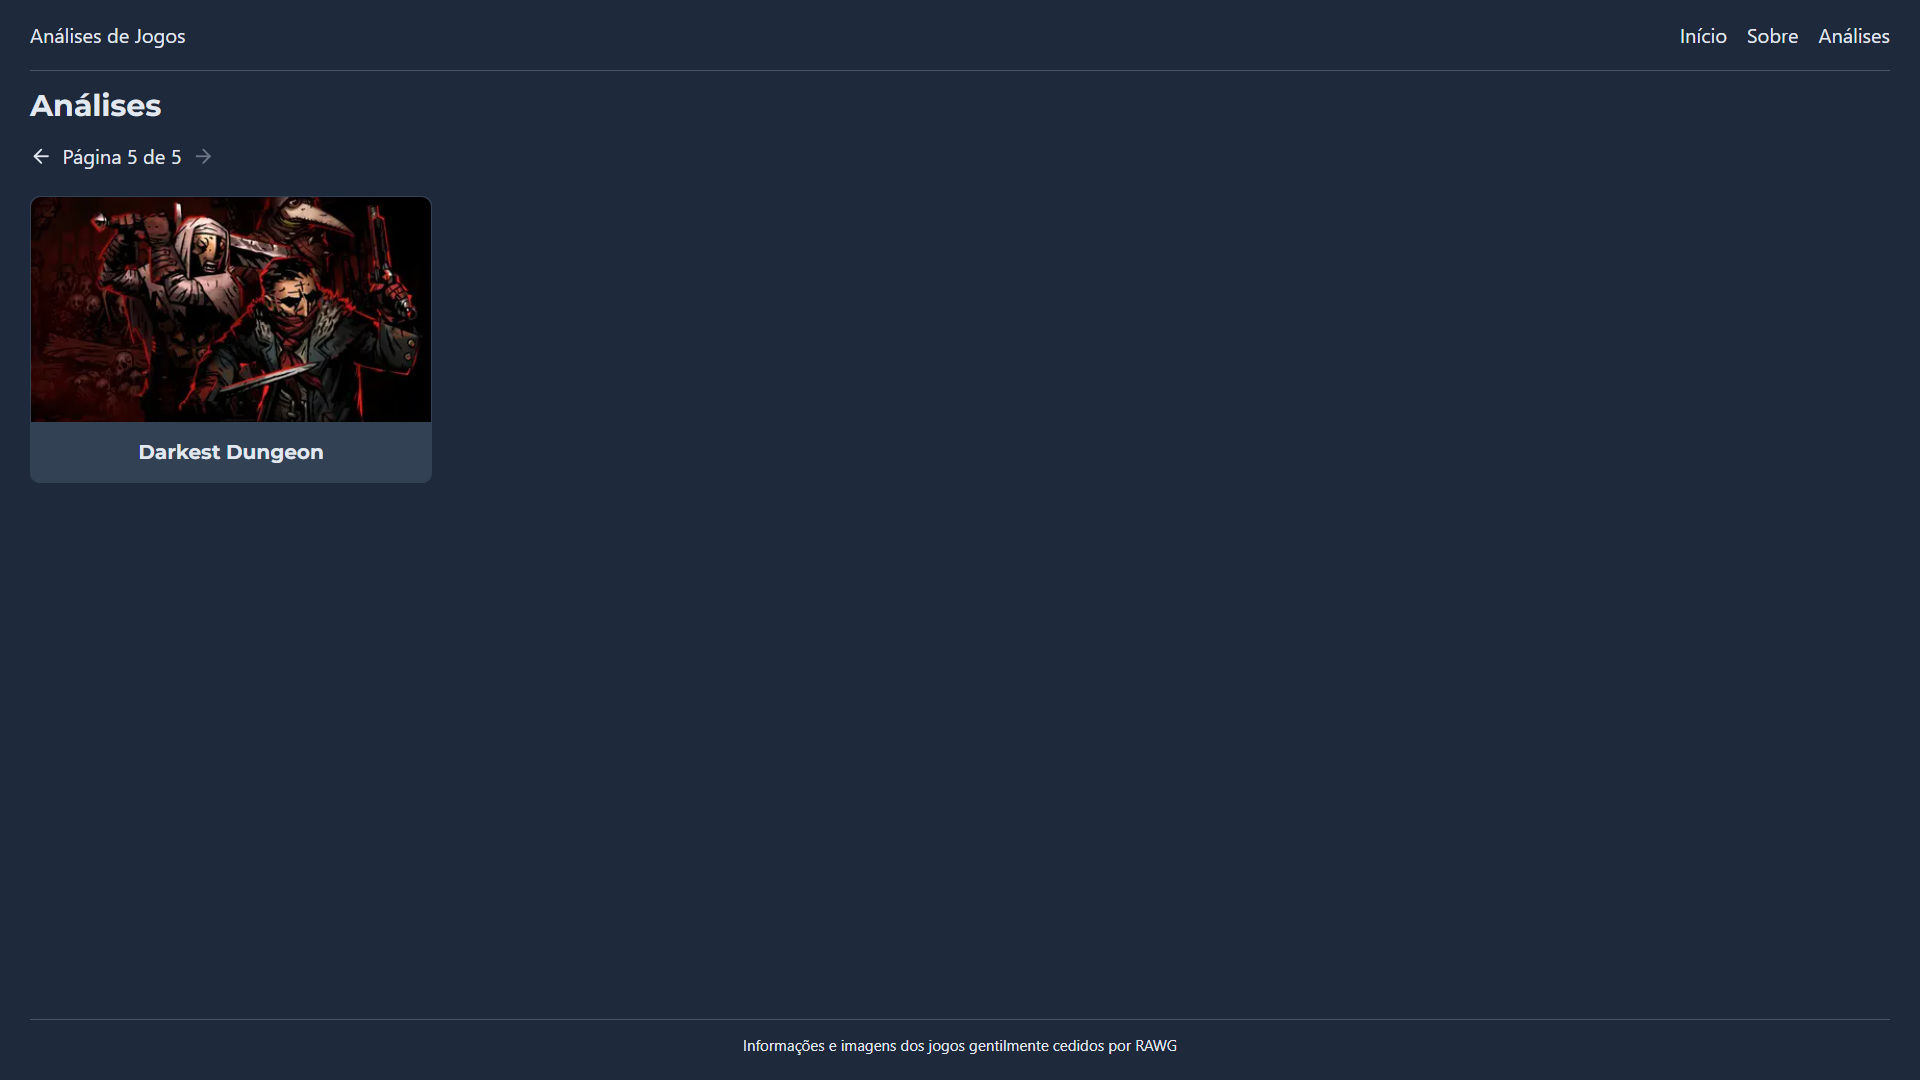 Análises de Jogos
Início Sobre Análises
Análises
Página 5 de 5
Darkest Dungeon
Informações e imagens dos jogos gentilmente cedidos por RAWG